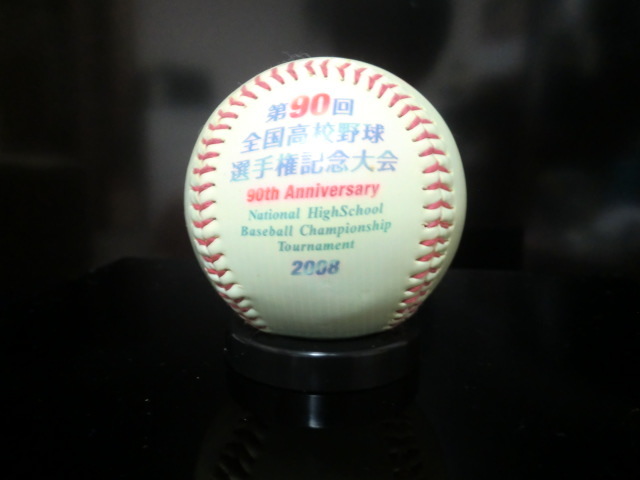 第90回
全国高校野球
選手権記念大会
90th Anniversary
National HighSchool
Baseball Championship
Tournament
2008